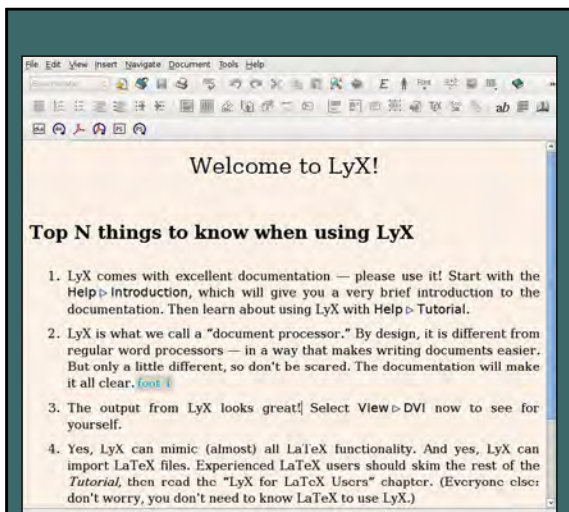 File Edit View Insert Navigate Document Tools Help
ab
Welcome to LyX!
Top N things to know when using LyX
1. LyX comes with excellent documentation — please use it! Start with the
Help ▹ Introduction, which will give you a very brief introduction to the
documentation. Then learn about using LyX with Help ▹ Tutorial.
2. LyX is what we call a "document processor." By design, it is different from
regular word processors — in a way that makes writing documents easier.
But only a little different, so don't be scared. The documentation will make
it all clear. foot 1
3. The output from LyX looks great! Select View ▹ DVI now to see for
yourself.
4. Yes, LyX can mimic (almost) all LaTeX functionality. And yes, LyX can
import LaTeX files. Experienced LaTeX users should skim the rest of the
Tutorial, then read the "LyX for LaTeX Users" chapter. (Everyone else:
don't worry, you don't need to know LaTeX to use LyX.)